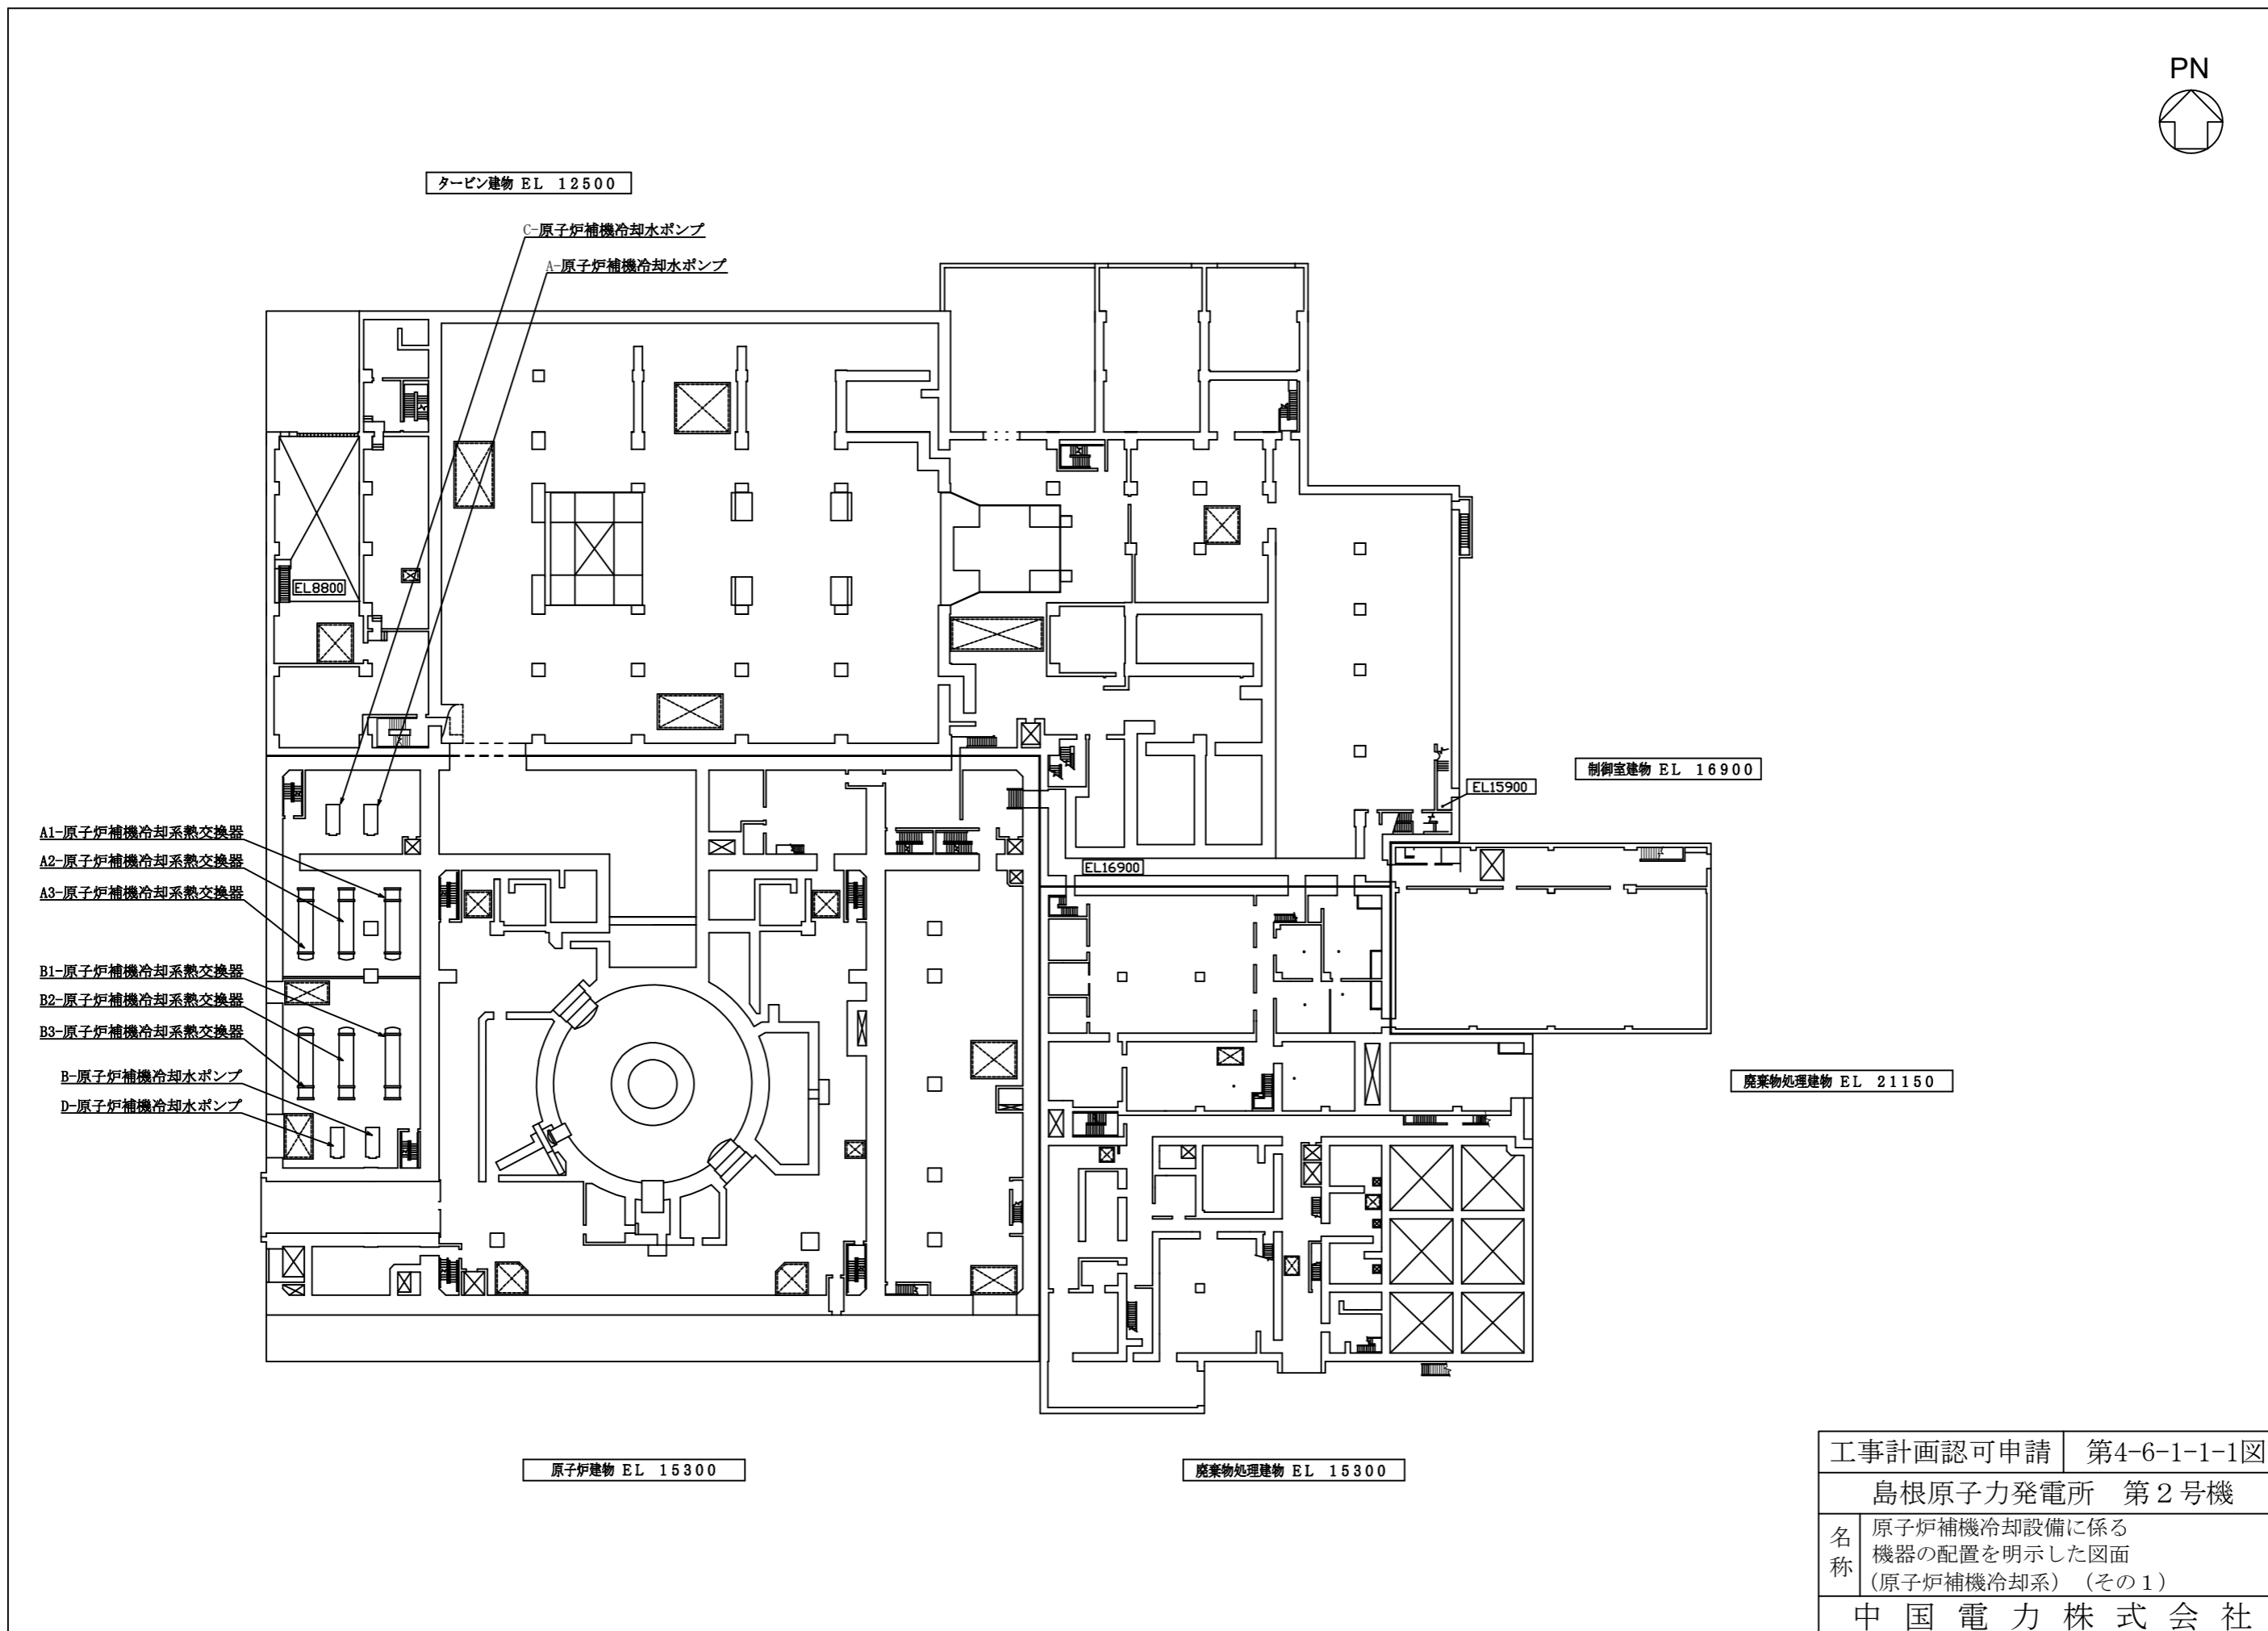 PN
タービン建物 EL 12500
C-原子炉補機冷却水ポンプ
A-原子炉補機冷却水ポンプ
EL8800
制御室建物 EL 16900
EL15900
A1-原子炉補機冷却系熱交換器
A2-原子炉補機冷却系熱交換器
A3-原子炉補機冷却系熱交換器
EL16900
B1-原子炉補機冷却系熱交換器
B2-原子炉補機冷却系熱交換器
B3-原子炉補機冷却系熱交換器
B-原子炉補機冷却水ポンプ
D-原子炉補機冷却水ポンプ
廃棄物処理建物 EL 21150
原子炉建物 EL 15300
廃棄物処理建物 EL 15300
工事計画認可申請 第4-6-1-1-1図
島根原子力発電所 第2号機
名称
原子炉補機冷却設備に係る
機器の配置を明示した図面
(原子炉補機冷却系)(その1)
中国電力株式会社